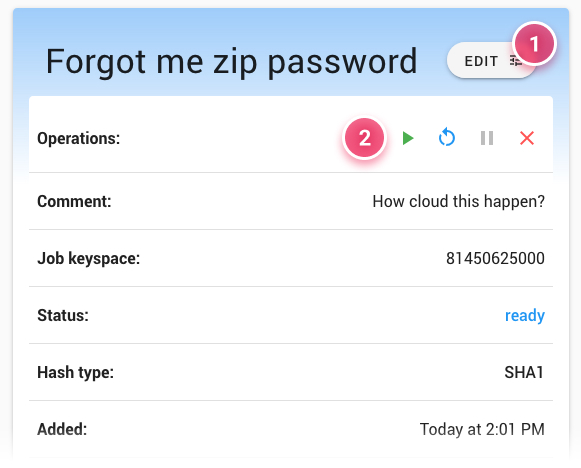 Forgot me zip password
EDIT
1
Operations:
2
Comment: How cloud this happen?
Job keyspace: 81450625000
Status: ready
Hash type: SHA1
Added: Today at 2:01 PM